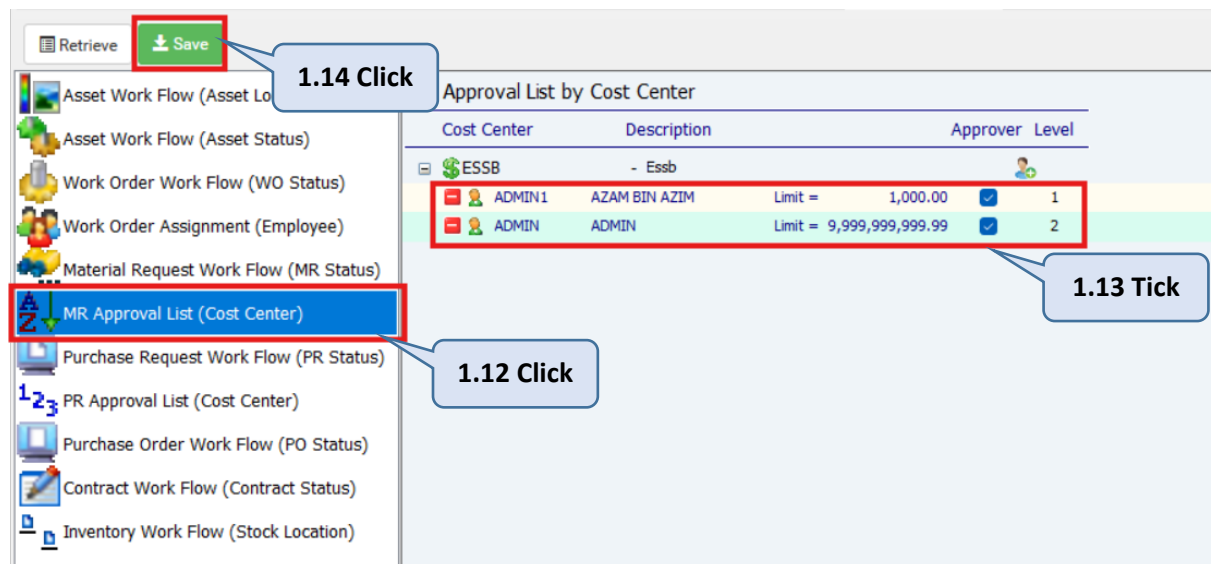 Retrieve
Save
1.14 Click
Asset Work Flow (Asset Lo
Asset Work Flow (Asset Status)
Work Order Work Flow (WO Status)
Work Order Assignment (Employee)
Material Request Work Flow (MR Status)
MR Approval List (Cost Center)
Purchase Request Work Flow (PR Status)
PR Approval List (Cost Center)
Purchase Order Work Flow (PO Status)
Contract Work Flow (Contract Status)
Inventory Work Flow (Stock Location)
1.12 Click
Approval List by Cost Center
Cost Center Description Approver Level
ESSB - Essb
ADMIN1 AZAM BIN AZIM Limit = 1,000.00 1
ADMIN ADMIN Limit = 9,999,999,999.99 2
1.13 Tick